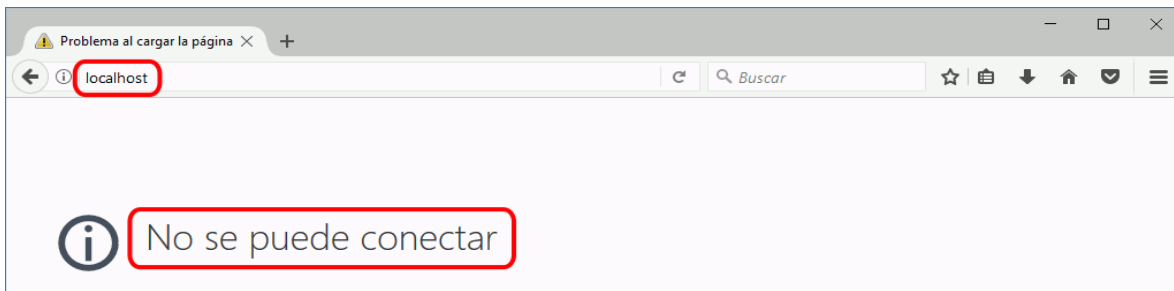 Problema al cargar la página
localhost
Buscar
No se puede conectar